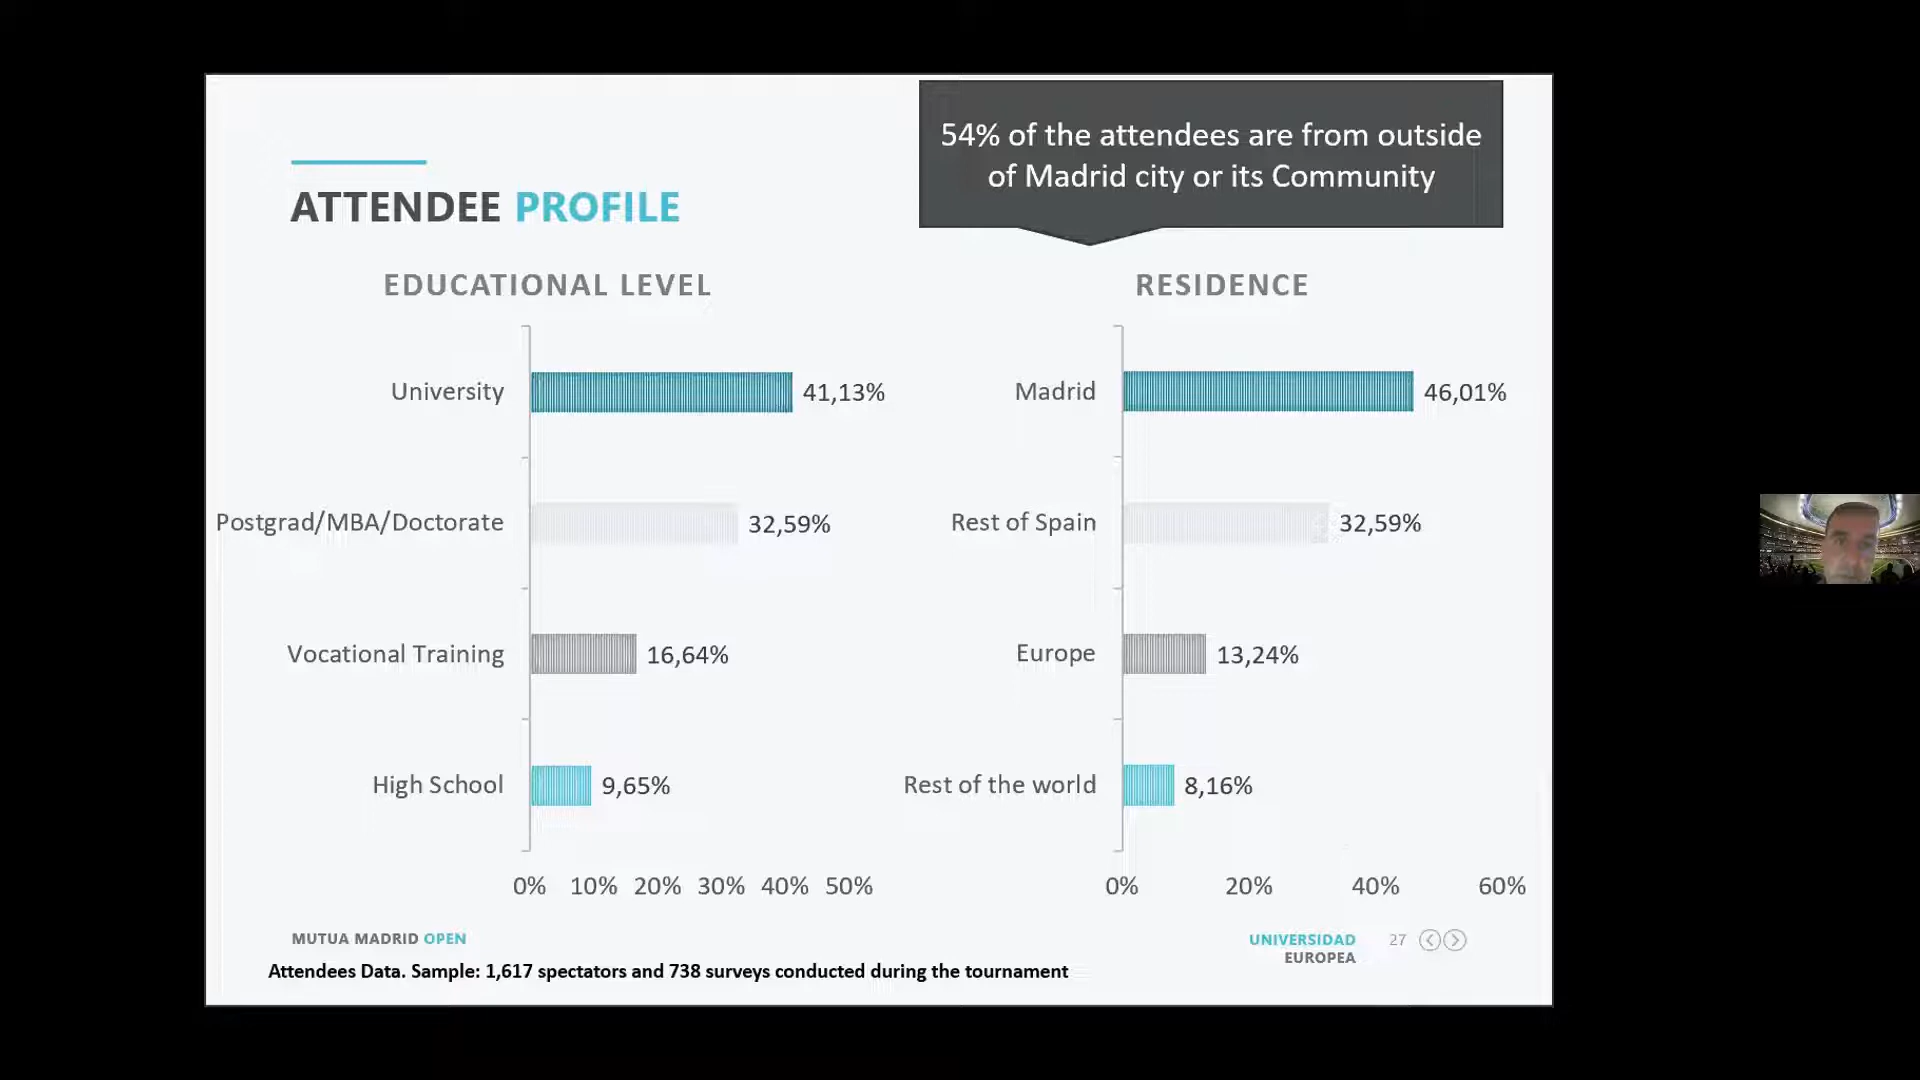 54% of the attendees are from outside
of Madrid city or its Community
ATTENDEE PROFILE
EDUCATIONAL LEVEL
University 41,13%
Postgrad/MBA/Doctorate 32,59%
Vocational Training 16,64%
High School 9,65%
0% 10% 20% 30% 40% 50%
RESIDENCE
Madrid 46,01%
Rest of Spain 32,59%
Europe 13,24%
Rest of the world 8,16%
0% 20% 40% 60%
MUTUA MADRID OPEN
UNIVERSIDAD
EUROPEA
27
Attendees Data. Sample: 1,617 spectators and 738 surveys conducted during the tournament